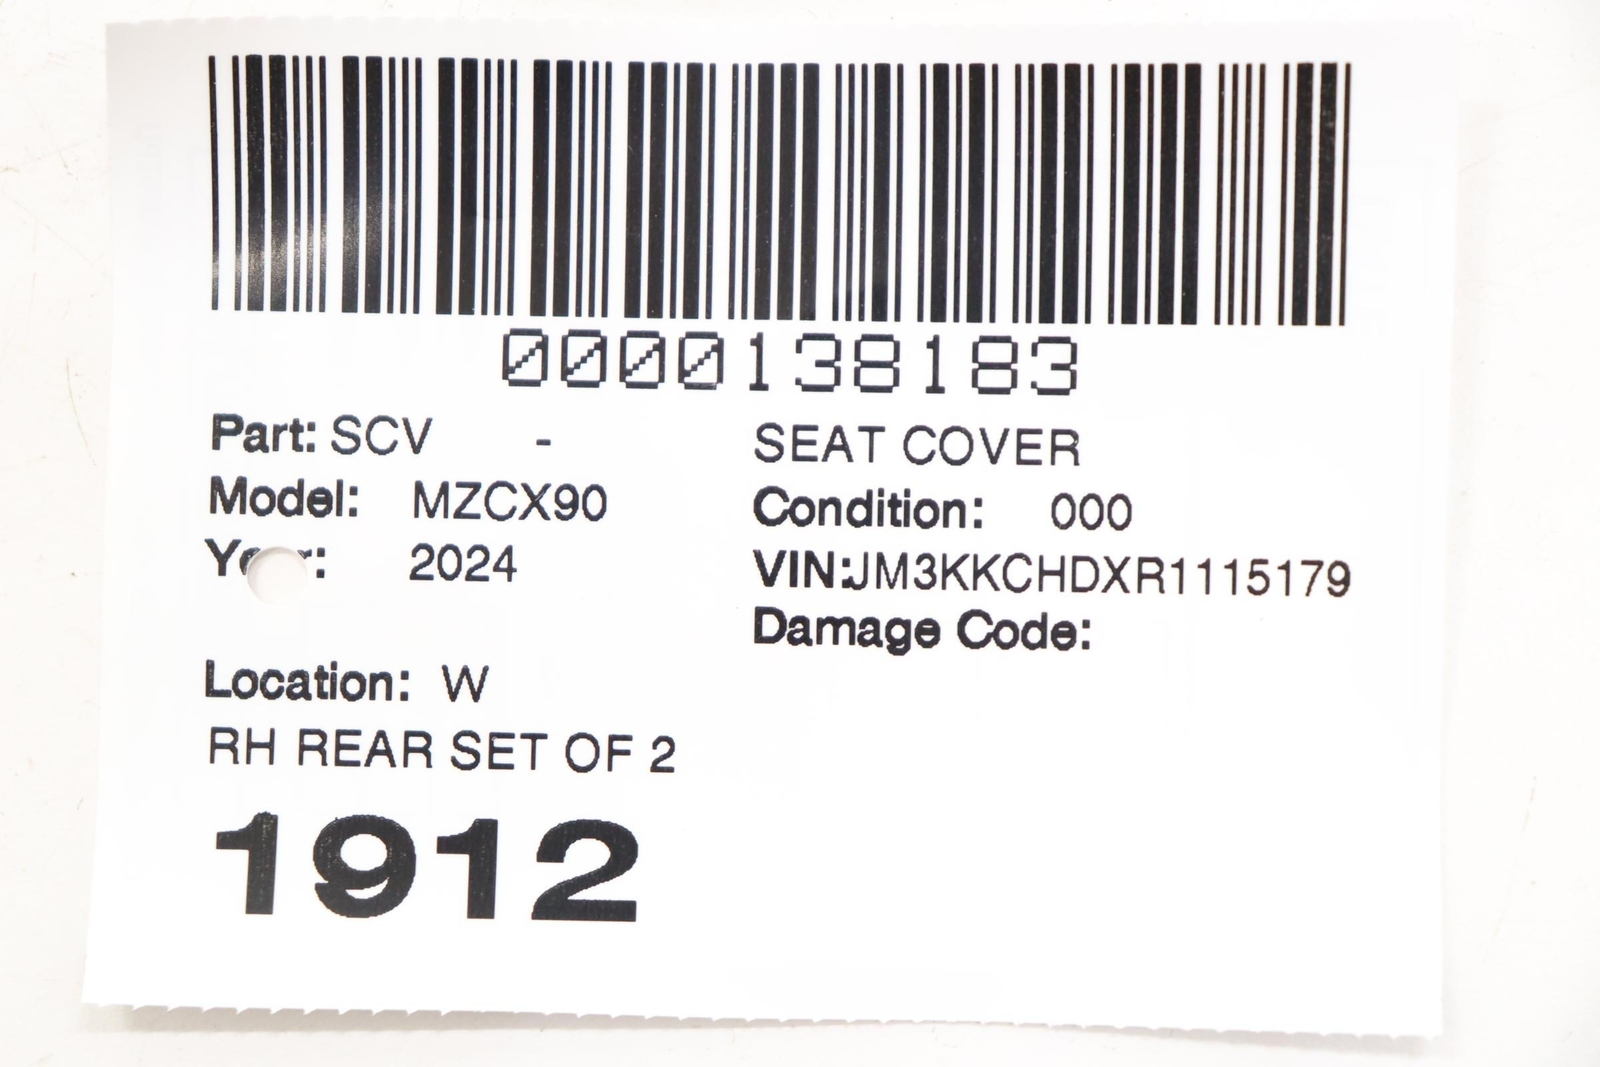 0000138183
Part: SCV - SEAT COVER
Model: MZCX90 Condition: 000
Year: 2024 VIN:JM3KKCHDXR1115179
Damage Code:
Location: W
RH REAR SET OF 2
1912